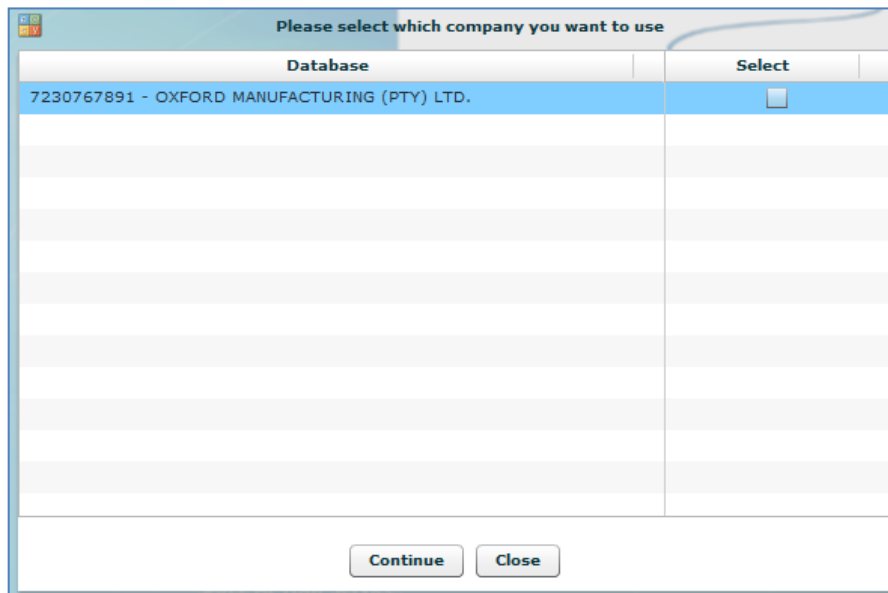 Please select which company you want to use
Database Select
7230767891 - OXFORD MANUFACTURING (PTY) LTD.
Continue Close